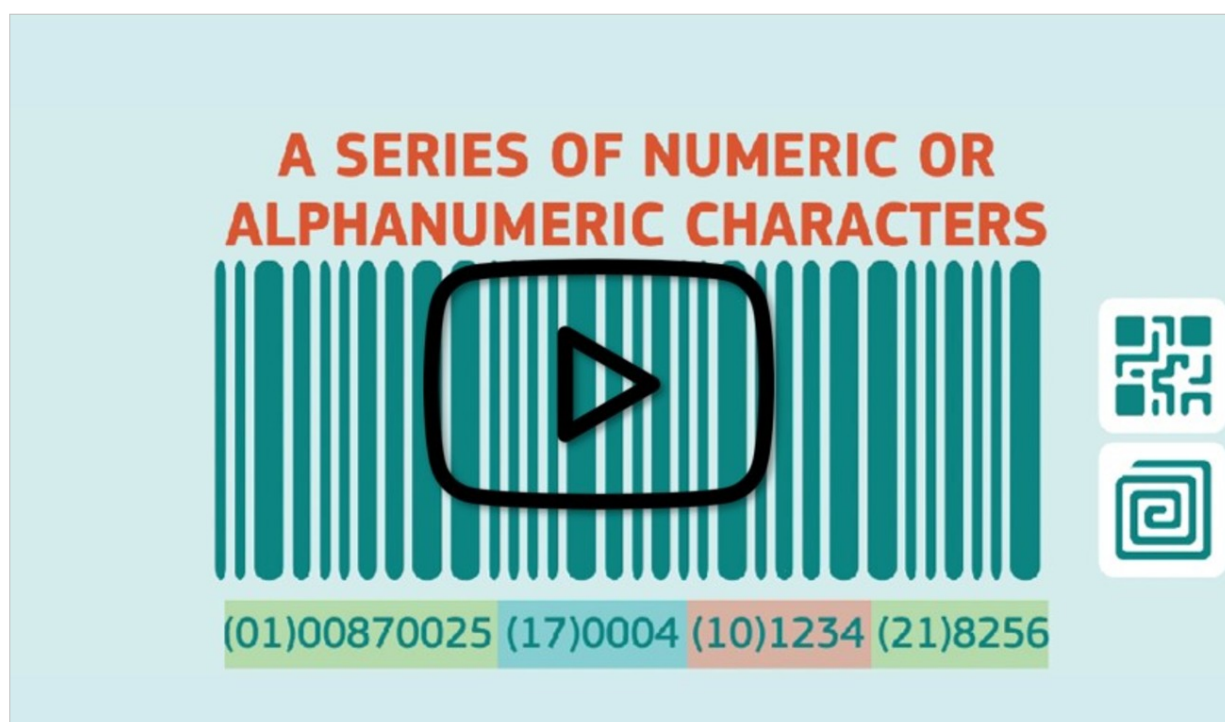 A SERIES OF NUMERIC OR
ALPHANUMERIC CHARACTERS
(01)00870025 (17)0004 (10)1234 (21)8256